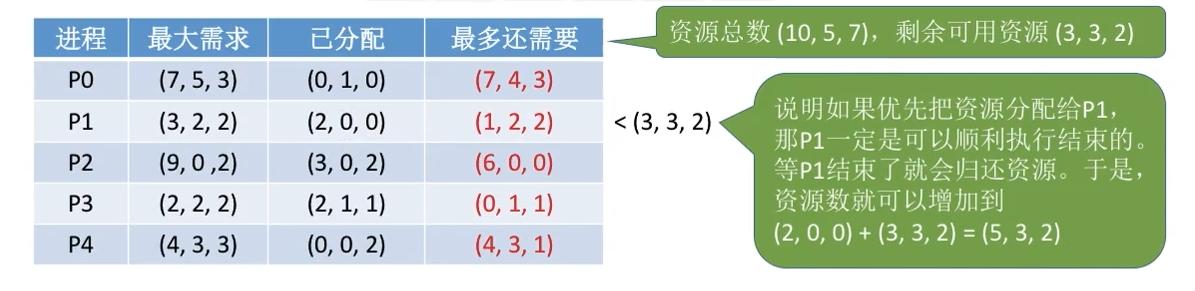 进程 最大需求 已分配 最多还需要
P0 (7, 5, 3) (0, 1, 0) (7, 4, 3)
P1 (3, 2, 2) (2, 0, 0) (1, 2, 2) < (3, 3, 2)
P2 (9, 0 ,2) (3, 0, 2) (6, 0, 0)
P3 (2, 2, 2) (2, 1, 1) (0, 1, 1)
P4 (4, 3, 3) (0, 0, 2) (4, 3, 1)
资源总数 (10, 5, 7)，剩余可用资源 (3, 3, 2)
说明如果优先把资源分配给P1，
那P1一定是可以顺利执行结束的。
等P1结束了就会归还资源。于是，
资源数就可以增加到
(2, 0, 0) + (3, 3, 2) = (5, 3, 2)